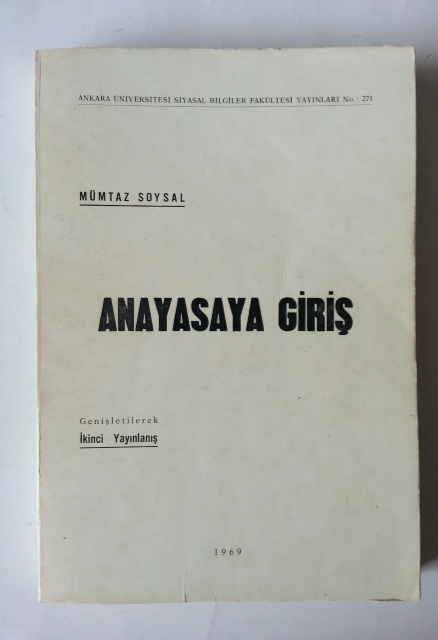 ANKARA ÜNİVERSİTESİ SİYASAL BİLGİLER FAKÜLTESİ YAYINLARI No.: 271
MÜMTAZ SOYSAL
ANAYASAYA GİRİŞ
Genişletilerek
İkinci Yayınlanış
1969